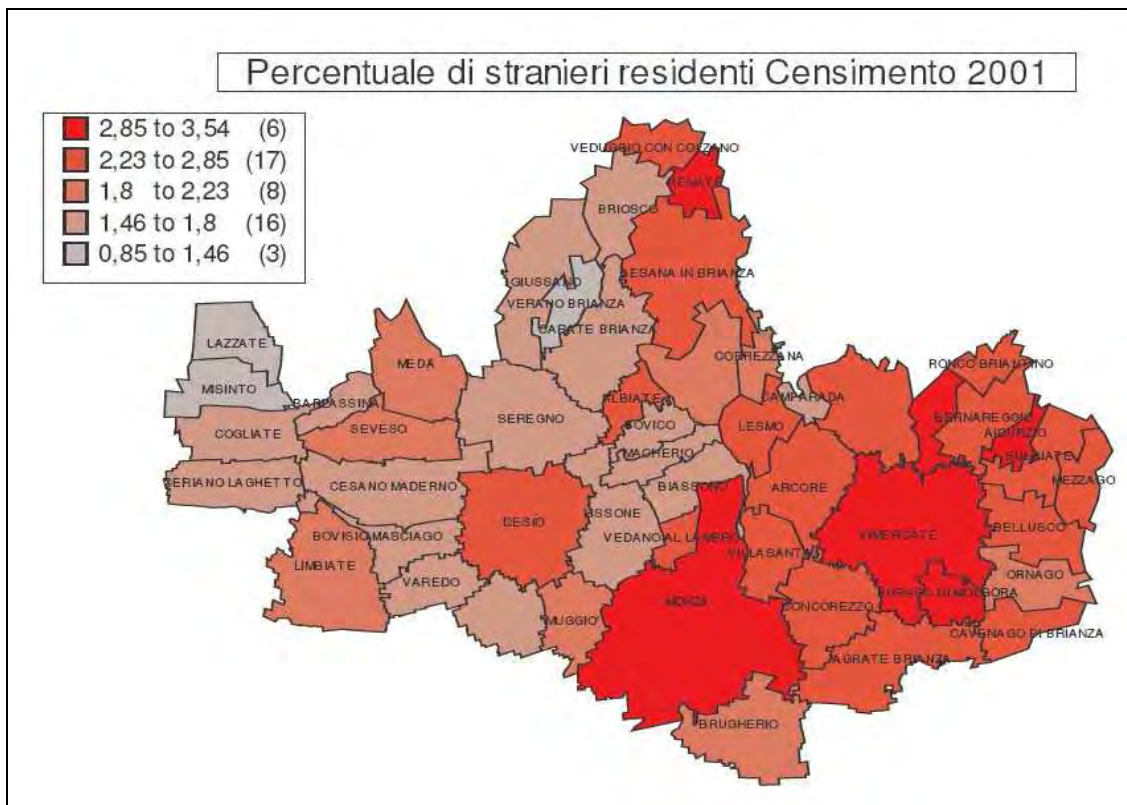 Percentuale di stranieri residenti Censimento 2001
2,85 to 3,54 (6)
2,23 to 2,85 (17)
1,8 to 2,23 (8)
1,46 to 1,8 (16)
0,85 to 1,46 (3)
VEDUGGIO CON COLZANO
RENATE
BRIOSCO
BESANA IN BRIANZA
GIUSSANO
VERANO BRIANZA
CARATE BRIANZA
LAZZATE
MEDA
CORREZZANA
RONCO BRIANTINO
MISINTO
BARLASSINA
ALBIATE
CAMPARADA
SEREGNO
BERNAREGGIO
COGLIATE
SEVESO
SOVICO
LESMO
AICURZIO
MACHERIO
SULBIATE
CERIANO LAGHETTO
CESANO MADERNO
BIASSONO
ARCORE
MEZZAGO
LISSONE
DESIO
BELLUSCO
BOVISIO MASCIAGO
VEDANO AL LAMBRO
VIMERCATE
LIMBIATE
VILLASANTA
ORNAGO
VAREDO
BURAGO DI MOLGORA
MONZA
CONCOREZZO
MUGGIO'
CAVENAGO DI BRIANZA
AGRATE BRIANZA
BRUGHERIO